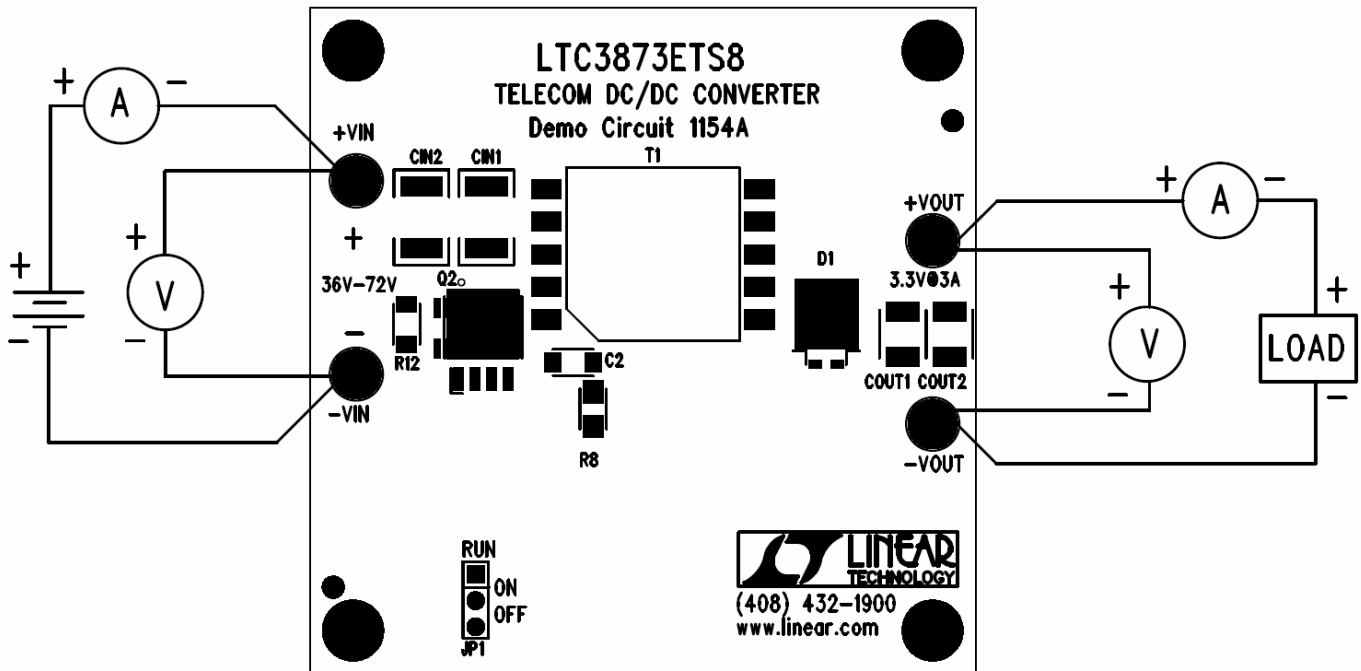 LTC3873ETS8
TELECOM DC/DC CONVERTER
Demo Circuit 1154A
+ A -
+VIN
CIN2 CIN1
T1
+ V -
+
-
+
36V-72V
-
-VIN
Q2
R12
C2
R8
D1
+VOUT
3.3V@3A
COUT1 COUT2
-VOUT
+ A -
+ V -
+
LOAD
-
RUN
ON
OFF
JP1
LINEAR
TECHNOLOGY
(408) 432-1900
www.linear.com